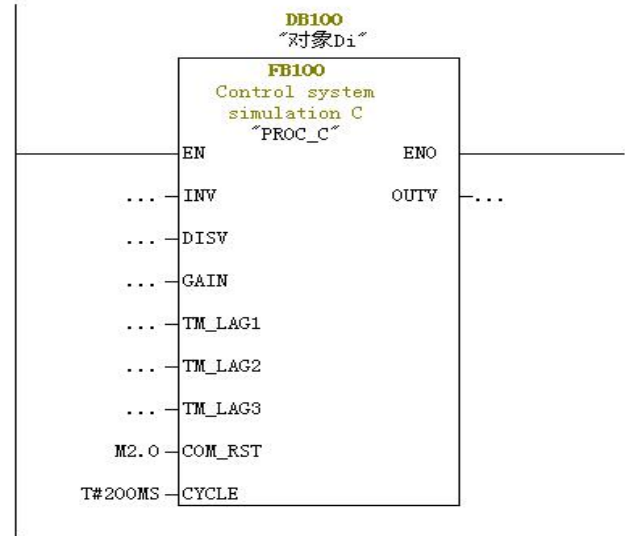 DB100
"对象Di"
FB100
Control system
simulation C
"PROC_C"
EN ENO
... INV OUTV ...
... DISV
... GAIN
... TM_LAG1
... TM_LAG2
... TM_LAG3
M2.0 COM_RST
T#200MS CYCLE